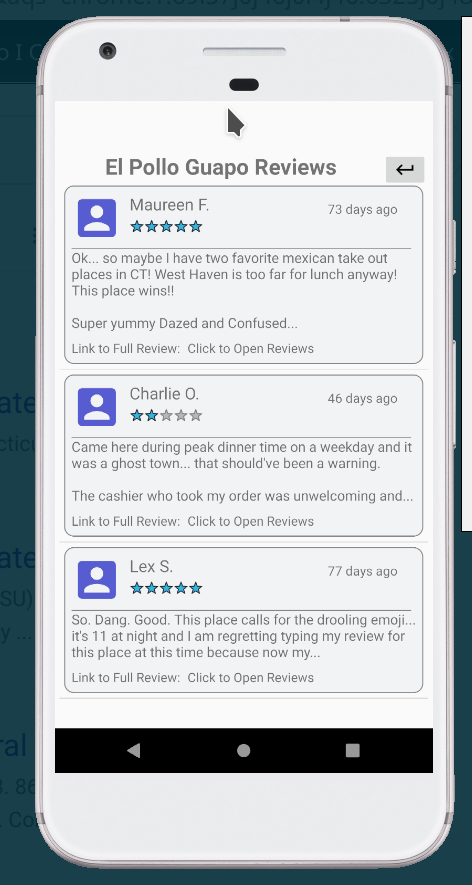 El Pollo Guapo Reviews
Maureen F.
73 days ago
Ok... so maybe I have two favorite mexican take out
places in CT! West Haven is too far for lunch anyway!
This place wins!!
Super yummy Dazed and Confused...
Link to Full Review: Click to Open Reviews
Charlie O.
46 days ago
Came here during peak dinner time on a weekday and it
was a ghost town... that should've been a warning.
The cashier who took my order was unwelcoming and...
Link to Full Review: Click to Open Reviews
Lex S.
77 days ago
So. Dang. Good. This place calls for the drooling emoji...
it's 11 at night and I am regretting typing my review for
this place at this time because now my...
Link to Full Review: Click to Open Reviews